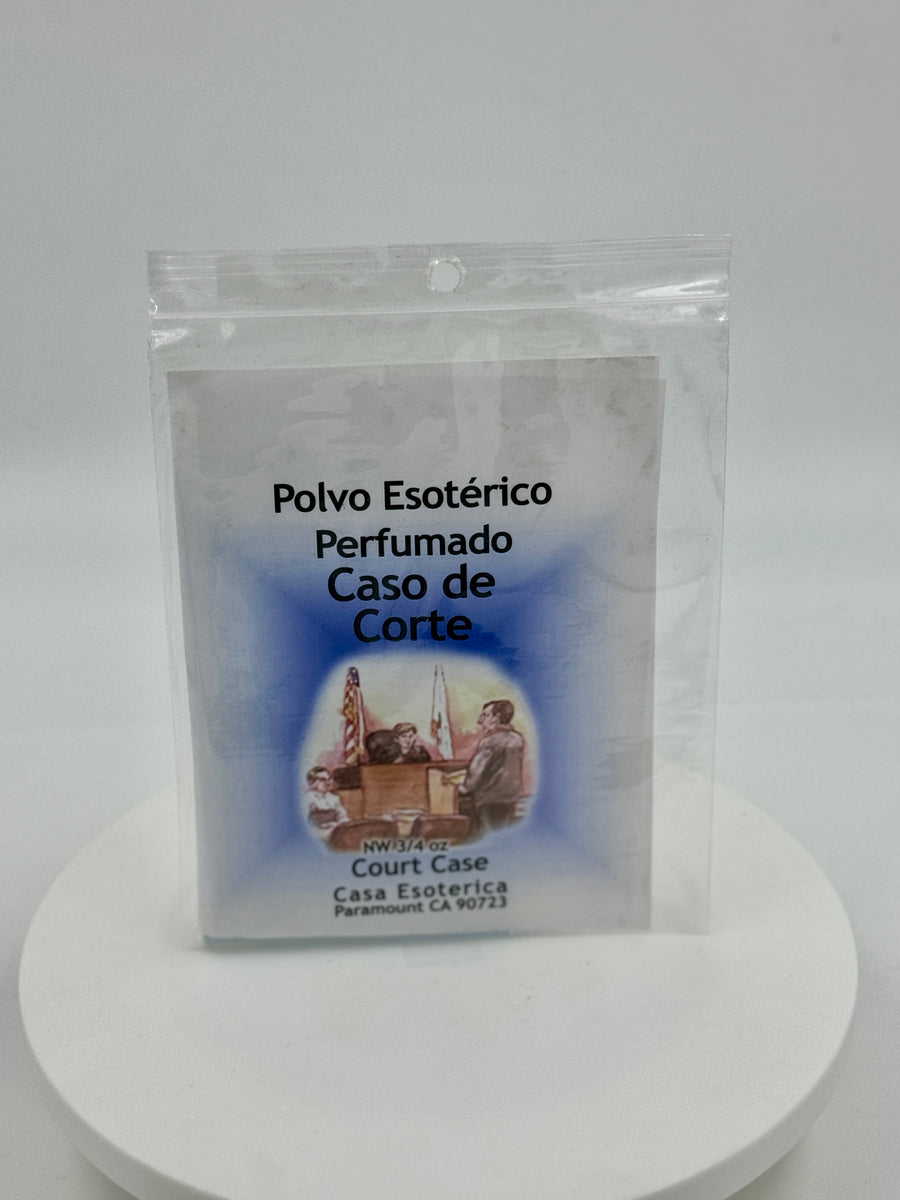 Polvo Esotérico
Perfumado
Caso de
Corte
NW 3/4 oz
Court Case
Casa Esoterica
Paramount CA 90723